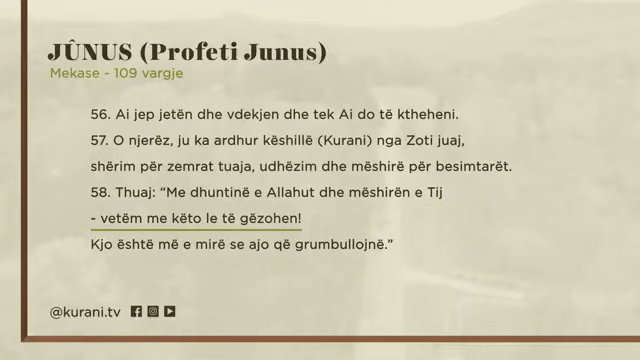 JÛNUS (Profeti Junus)
Mekase - 109 vargje
56. Ai jep jetën dhe vdekjen dhe tek Ai do të ktheheni.
57. O njerëz, ju ka ardhur këshillë (Kurani) nga Zoti juaj,
shërim për zemrat tuaja, udhëzim dhe mëshirë për besimtarët.
58. Thuaj: “Me dhuntinë e Allahut dhe mëshirën e Tij
- vetëm me këto le të gëzohen!
Kjo është më e mirë se ajo që grumbullojnë.”
@kurani.tv